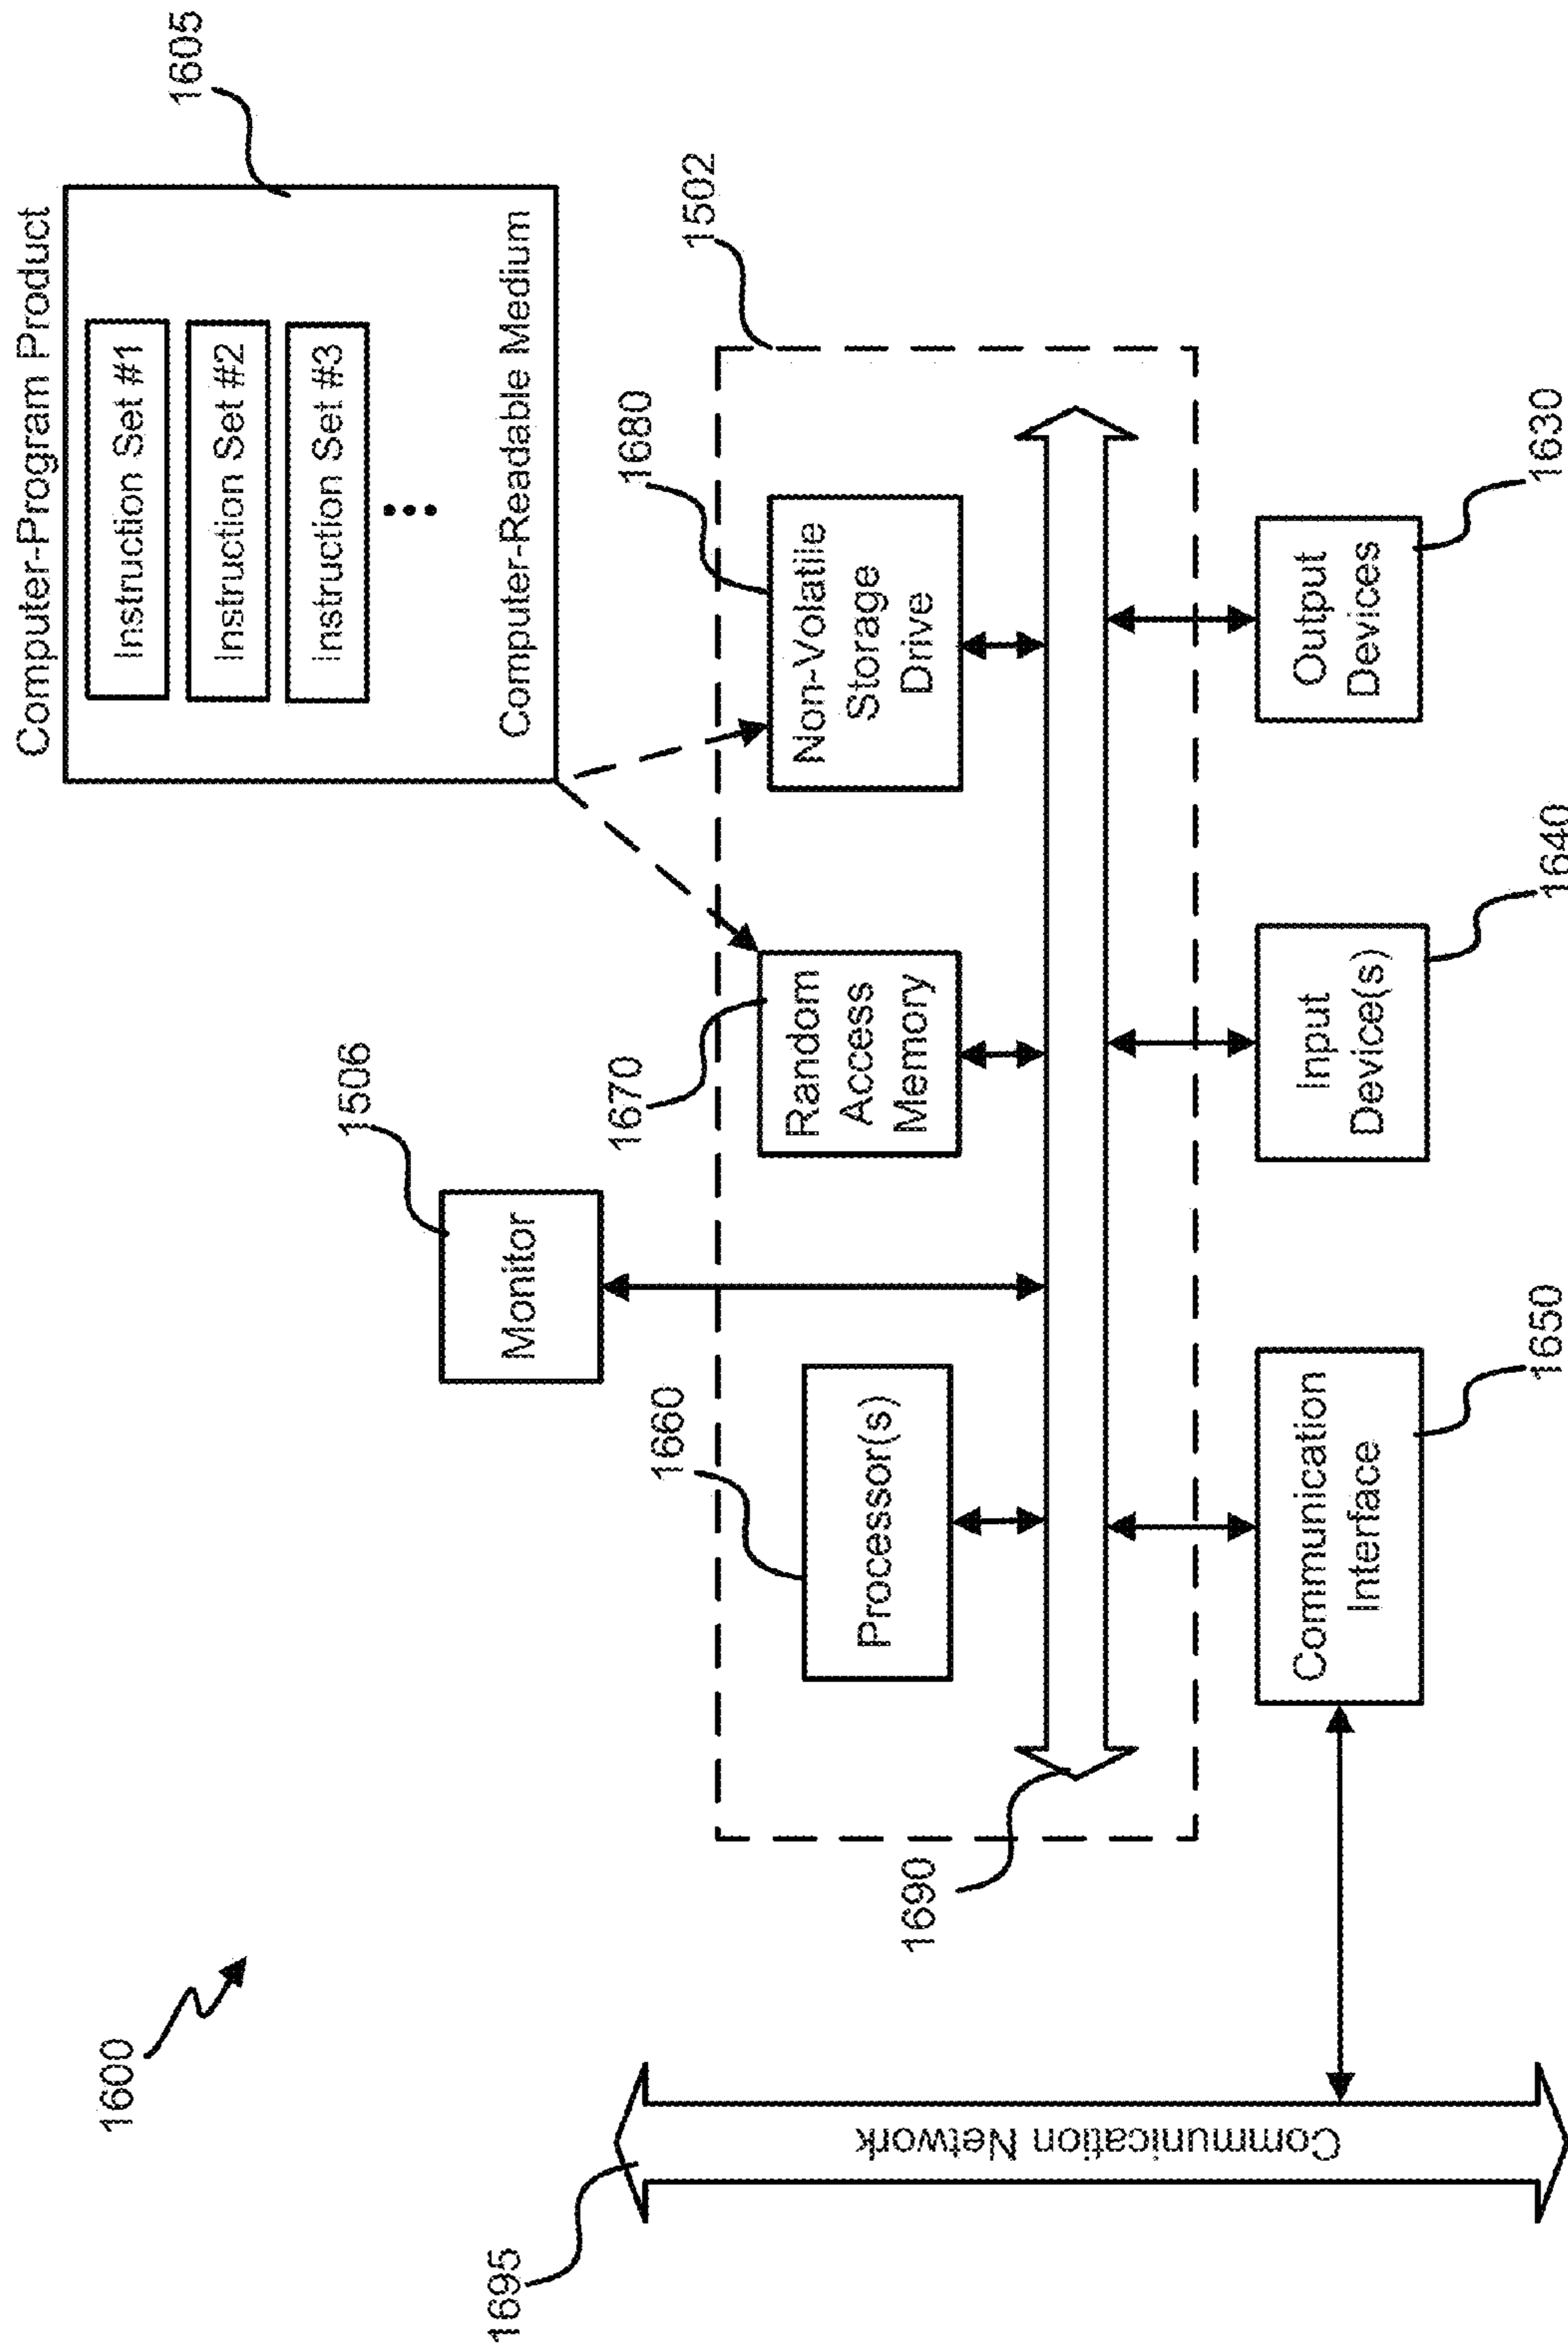 1600
Computer-Program Product
Instruction Set #1
Instruction Set #2
Instruction Set #3
Computer-Readable Medium
1605
1506
Monitor
1502
1660
Processor(s)
1670
Random
Access
Memory
1680
Non-Volatile
Storage
Drive
1690
1695
Communication Network
Communication
Interface
1650
Input
Device(s)
1640
Output
Devices
1630